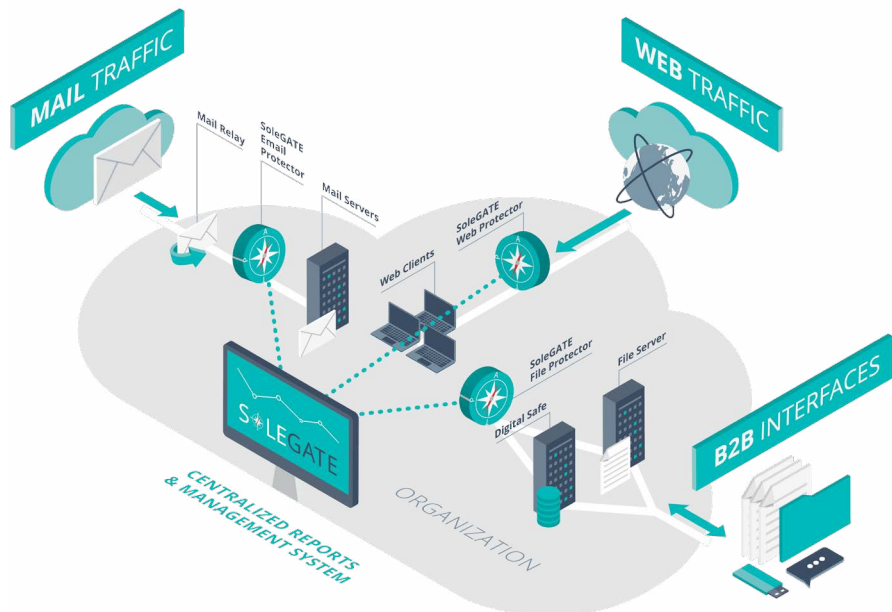 MAIL TRAFFIC
WEB TRAFFIC
Mail Relay
SoleGATE
Email
Protector
Mail Servers
SoleGATE
Web Protector
Web Clients
SoleGATE
File Protector
File Server
Digital Safe
B2B INTERFACES
SOLEGATE
CENTRALIZED REPORTS
& MANAGEMENT SYSTEM
ORGANIZATION